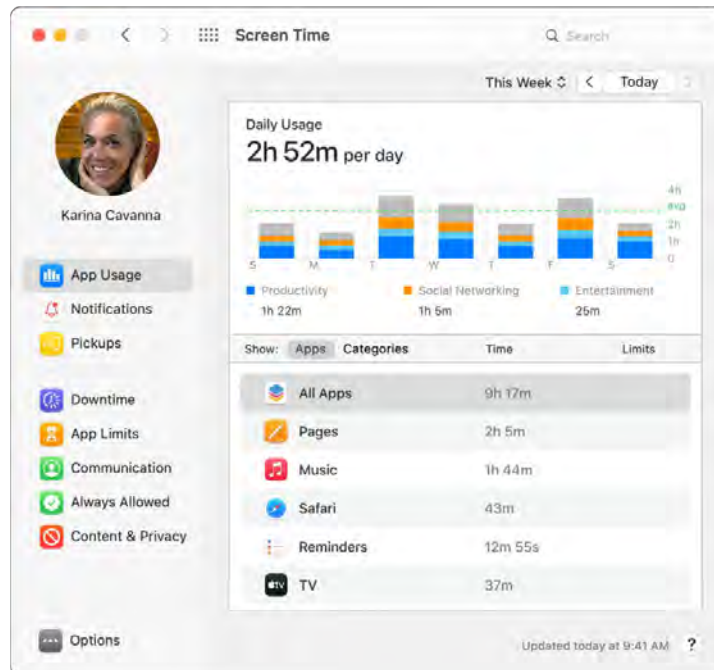 Screen Time
Search
This Week
Today
Karina Cavanna
App Usage
Notifications
Pickups
Downtime
App Limits
Communication
Always Allowed
Content & Privacy
Options
Daily Usage
2h 52m per day
4h
avg
2h
1h
0
S M T W T F S
Productivity Social Networking Entertainment
1h 22m 1h 5m 25m
Show: Apps Categories Time Limits
All Apps 9h 17m
Pages 2h 5m
Music 1h 44m
Safari 43m
Reminders 12m 55s
tv TV 37m
Updated today at 9:41 AM ?